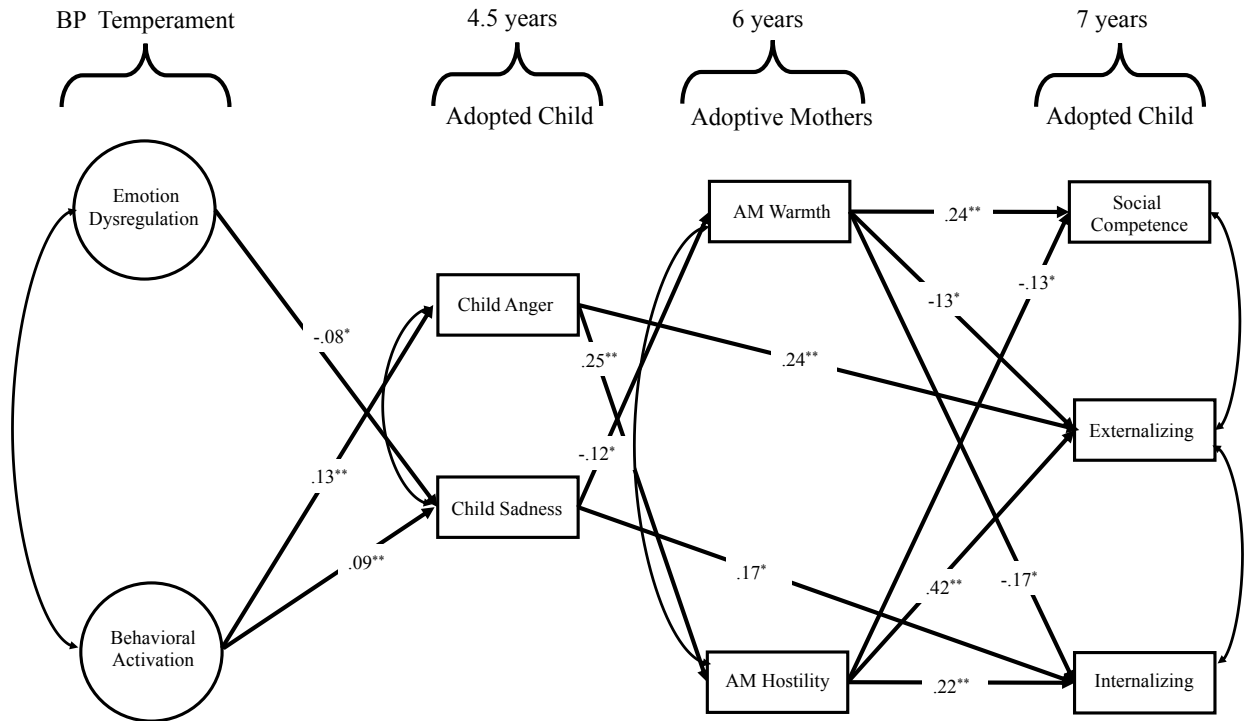 BP Temperament
4.5 years
6 years
7 years
Adopted Child
Adoptive Mothers
Adopted Child
Emotion
Dysregulation
AM Warmth
.24**
Social
Competence
Child Anger
-.13*
-13*
-.08*
.25**
.24**
Externalizing
.13**
-.12*
Child Sadness
.09**
.17*
.42**
-.17*
Behavioral
Activation
AM Hostility
.22**
Internalizing